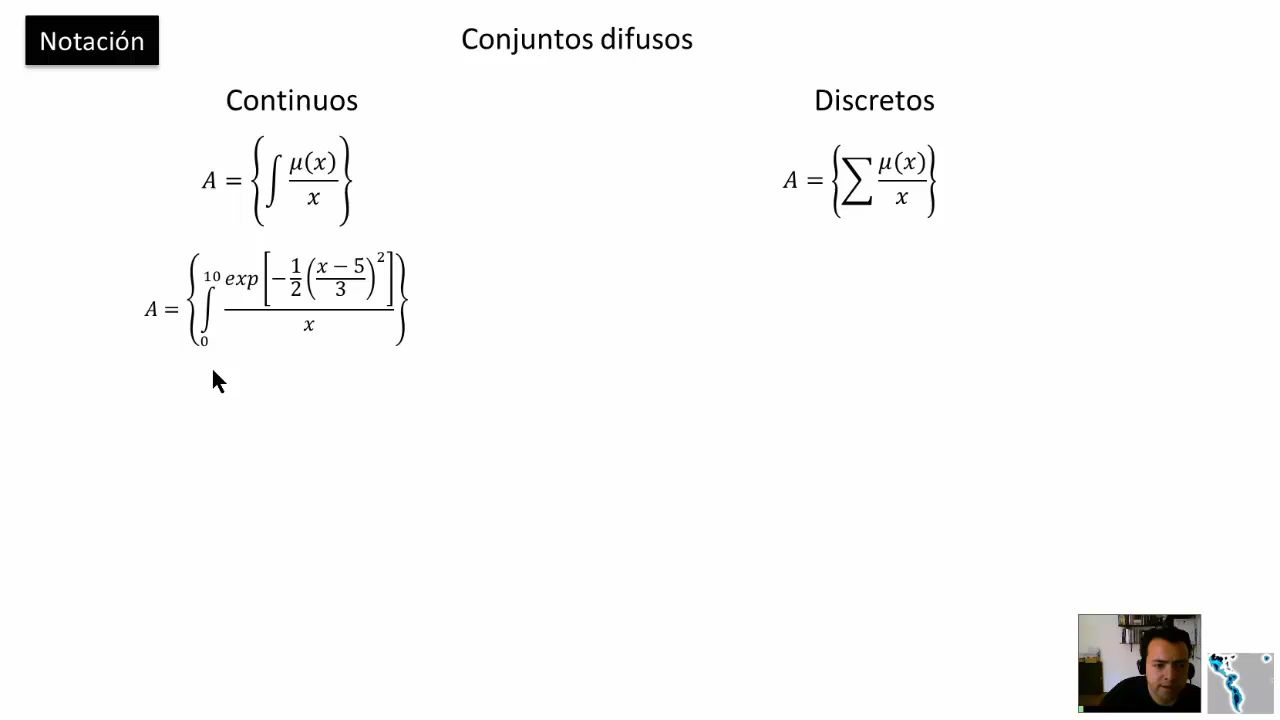 Notación
Conjuntos difusos
Continuos
A = {∫ μ(x)/x}
A = {∫₀¹⁰ exp[−1/2((x − 5)/3)²]/x}
Discretos
A = {∑ μ(x)/x}